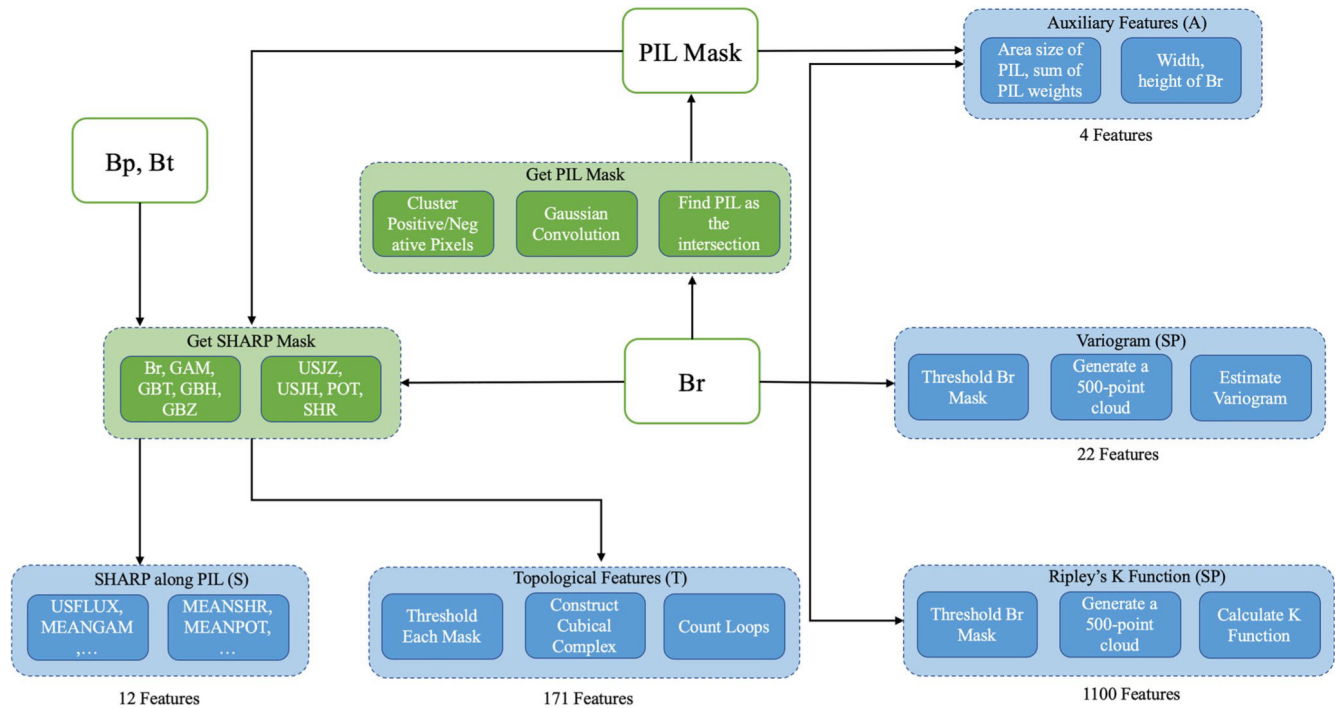 Auxiliary Features (A)
Area size of
PIL, sum of
PIL weights
Width,
height of Br
4 Features
PIL Mask
Bp, Bt
Get PIL Mask
Cluster
Positive/Neg
ative Pixels
Gaussian
Convolution
Find PIL as
the
intersection
Get SHARP Mask
Br, GAM,
GBT, GBH,
GBZ
USJZ,
USJH, POT,
SHR
Br
Variogram (SP)
Threshold Br
Mask
Generate a
500-point
cloud
Estimate
Variogram
22 Features
SHARP along PIL (S)
USFLUX,
MEANGAM
,…
MEANSHR,
MEANPOT,
…
12 Features
Topological Features (T)
Threshold
Each Mask
Construct
Cubical
Complex
Count Loops
171 Features
Ripley’s K Function (SP)
Threshold Br
Mask
Generate a
500-point
cloud
Calculate K
Function
1100 Features